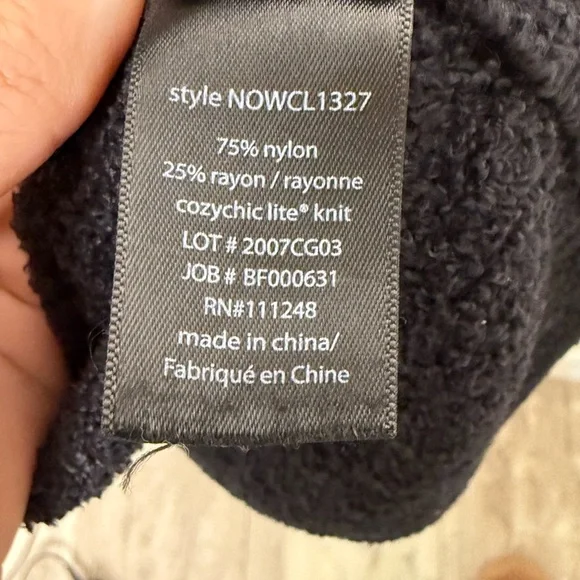 style NOWCL1327
75% nylon
25% rayon / rayonne
cozychic lite® knit
LOT # 2007CG03
JOB # BF000631
RN#111248
made in china/
Fabriqué en Chine